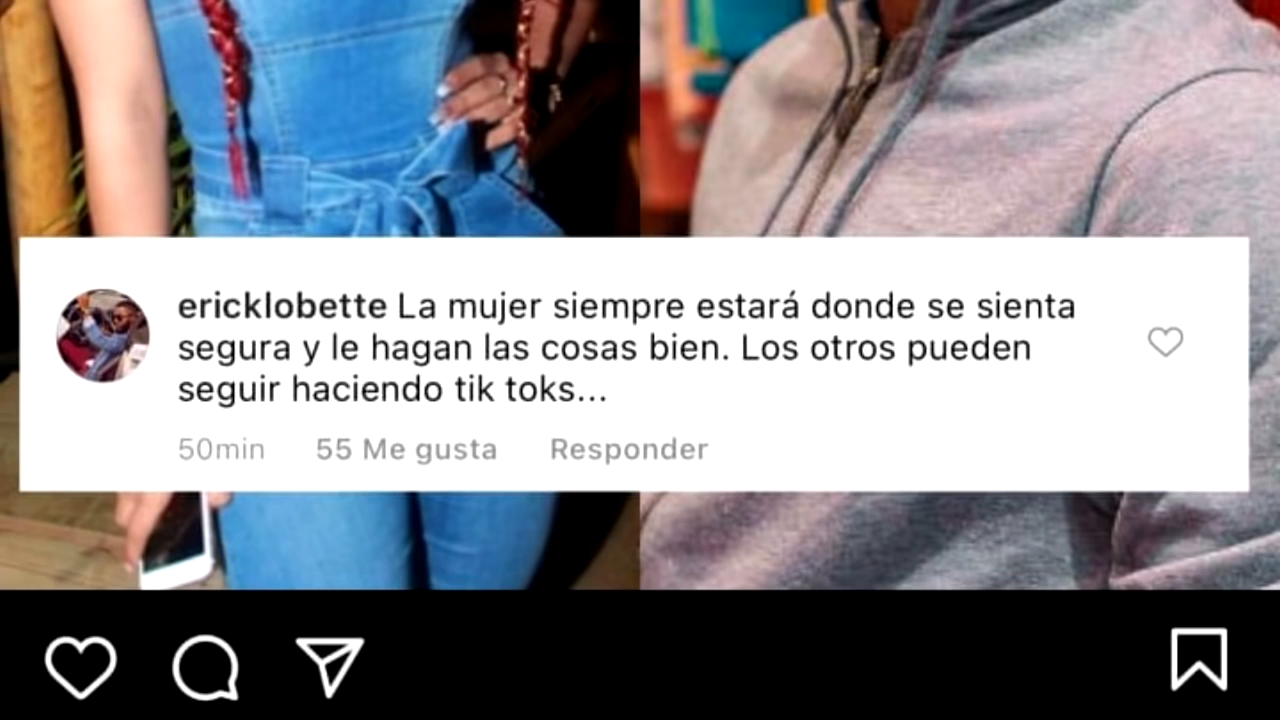 ericklobette La mujer siempre estará donde se sienta
segura y le hagan las cosas bien. Los otros pueden
seguir haciendo tik toks...
50min 55 Me gusta Responder